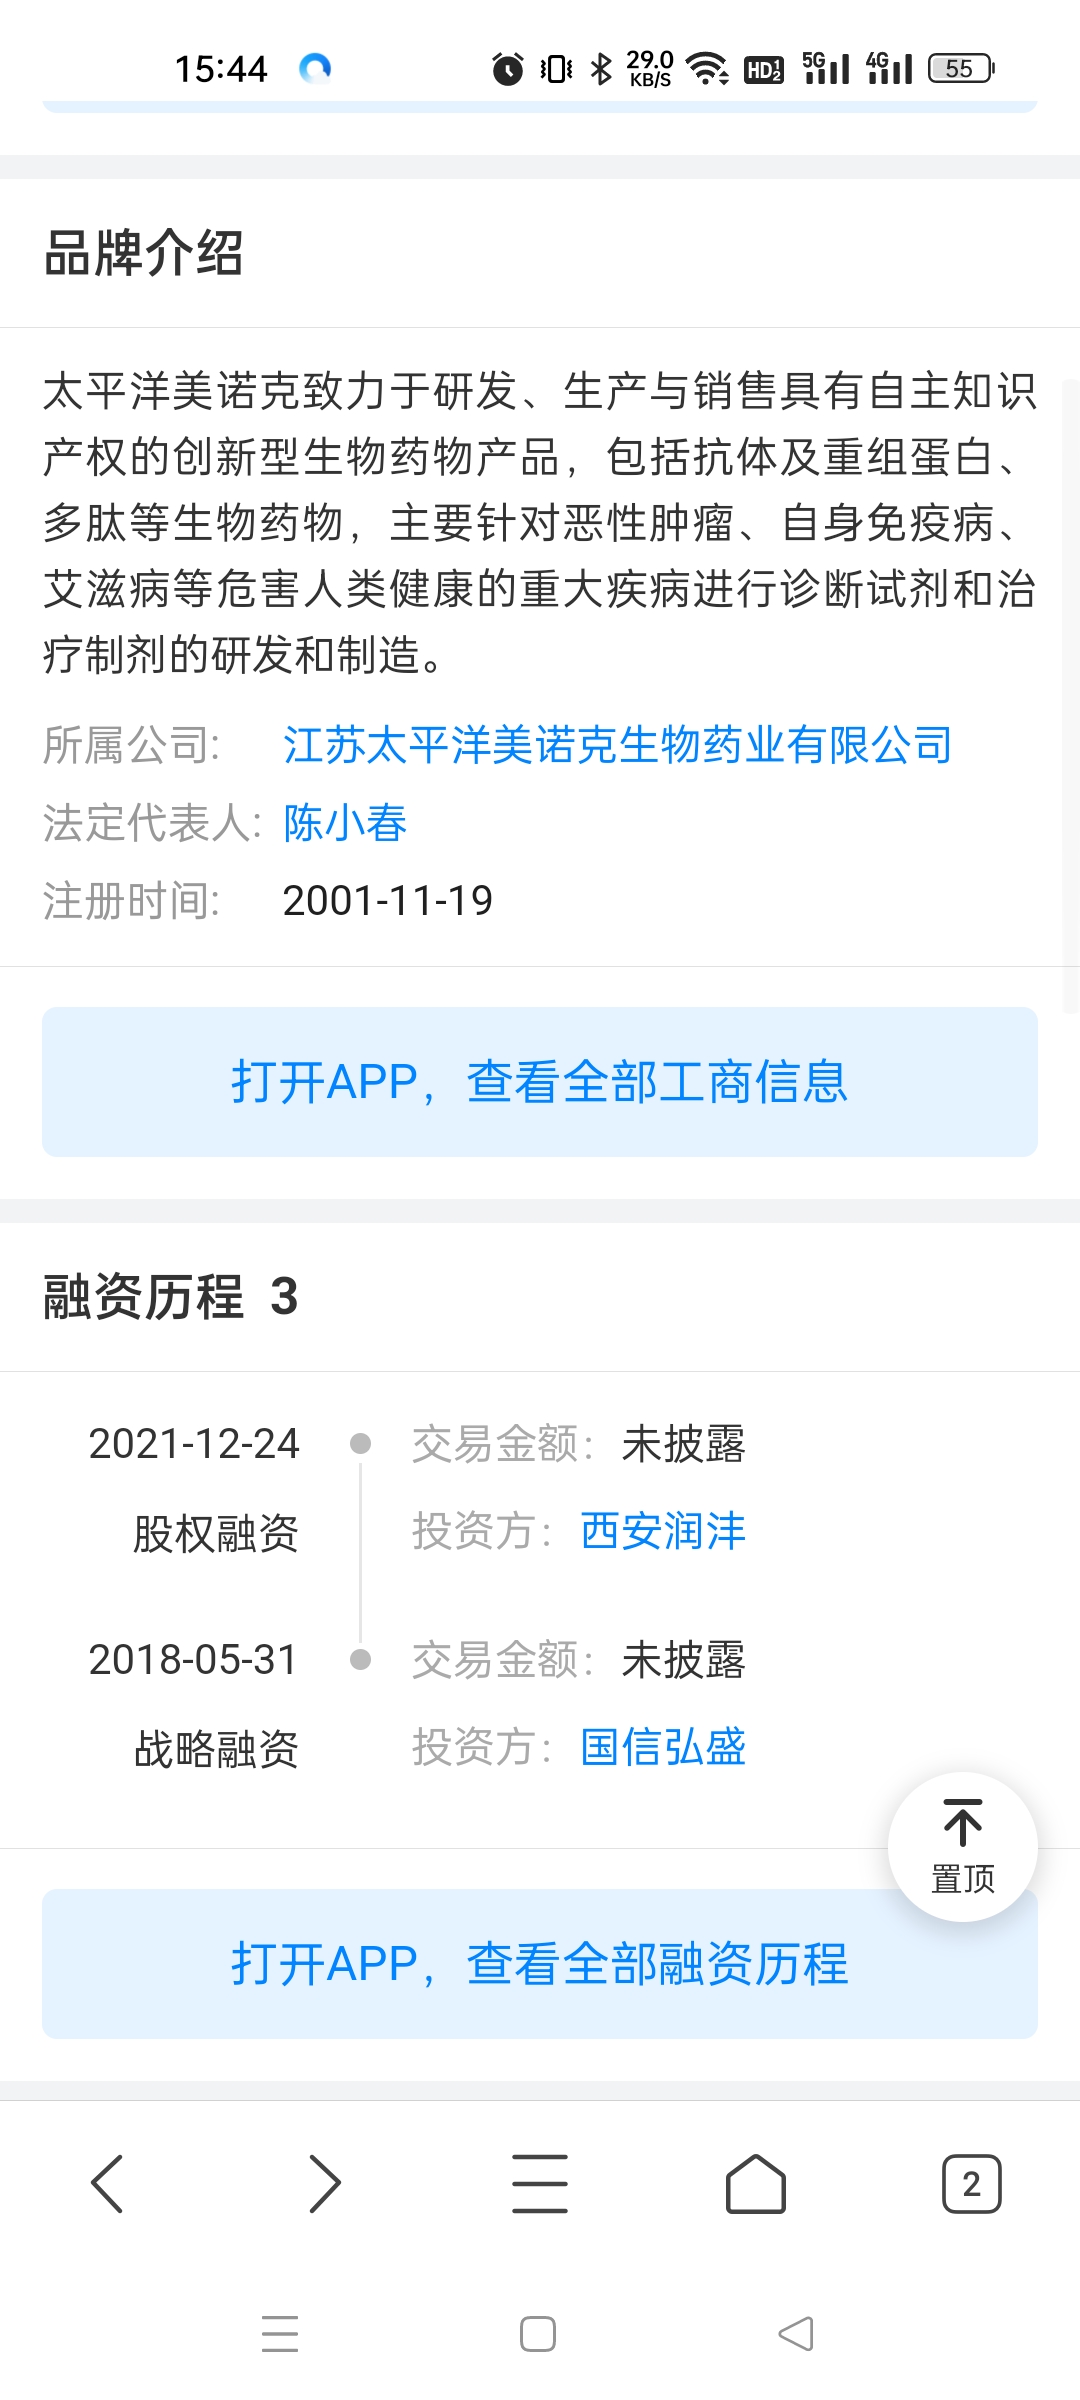 15:44
29.0
KB/S
HD 1 2
5G
4G
55
品牌介绍
太平洋美诺克致力于研发、生产与销售具有自主知识
产权的创新型生物药物产品，包括抗体及重组蛋白、
多肽等生物药物，主要针对恶性肿瘤、自身免疫病、
艾滋病等危害人类健康的重大疾病进行诊断试剂和治
疗制剂的研发和制造。
所属公司: 江苏太平洋美诺克生物药业有限公司
法定代表人: 陈小春
注册时间: 2001-11-19
打开APP，查看全部工商信息
融资历程 3
2021-12-24 交易金额：未披露
股权融资 投资方：西安润沣
2018-05-31 交易金额：未披露
战略融资 投资方：国信弘盛
置顶
打开APP，查看全部融资历程
2